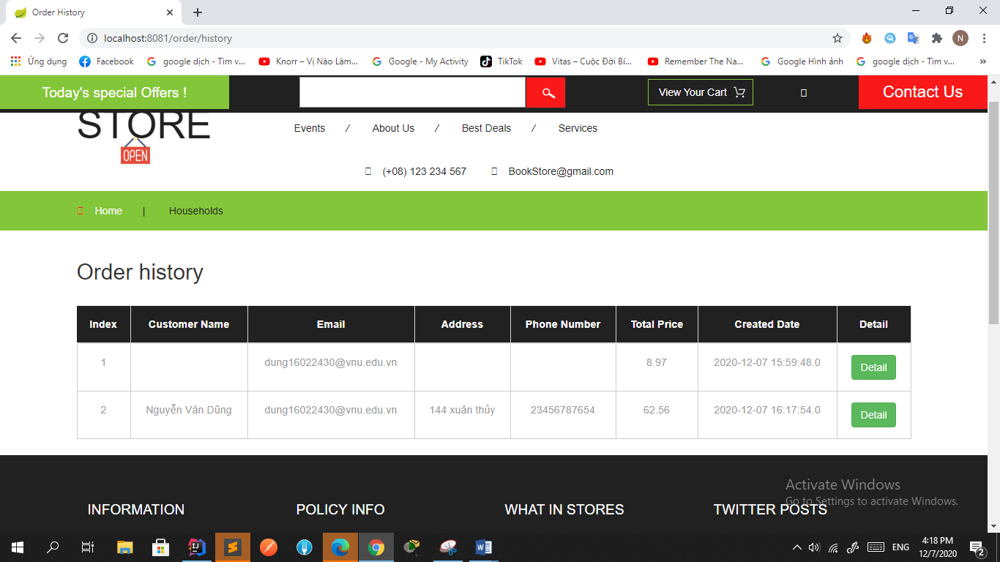 Order History
localhost:8081/order/history
N
Ứng dụng
Facebook
google dịch - Tìm v...
Knorr – Vị Nào Làm...
Google - My Activity
TikTok
Vitas – Cuộc Đời Bí...
Remember The Na...
Google Hình ảnh
google dịch - Tìm v...
Today's special Offers !
View Your Cart
Contact Us
STORE
OPEN
Events / About Us / Best Deals / Services
(+08) 123 234 567 BookStore@gmail.com
Home | Households
Order history
Index Customer Name Email Address Phone Number Total Price Created Date Detail
1 dung16022430@vnu.edu.vn 8.97 2020-12-07 15:59:48.0 Detail
2 Nguyễn Văn Dũng dung16022430@vnu.edu.vn 144 xuân thủy 23456787654 62.56 2020-12-07 16:17:54.0 Detail
Activate Windows
Go to Settings to activate Windows.
INFORMATION POLICY INFO WHAT IN STORES TWITTER POSTS
ENG
4:18 PM
12/7/2020
2